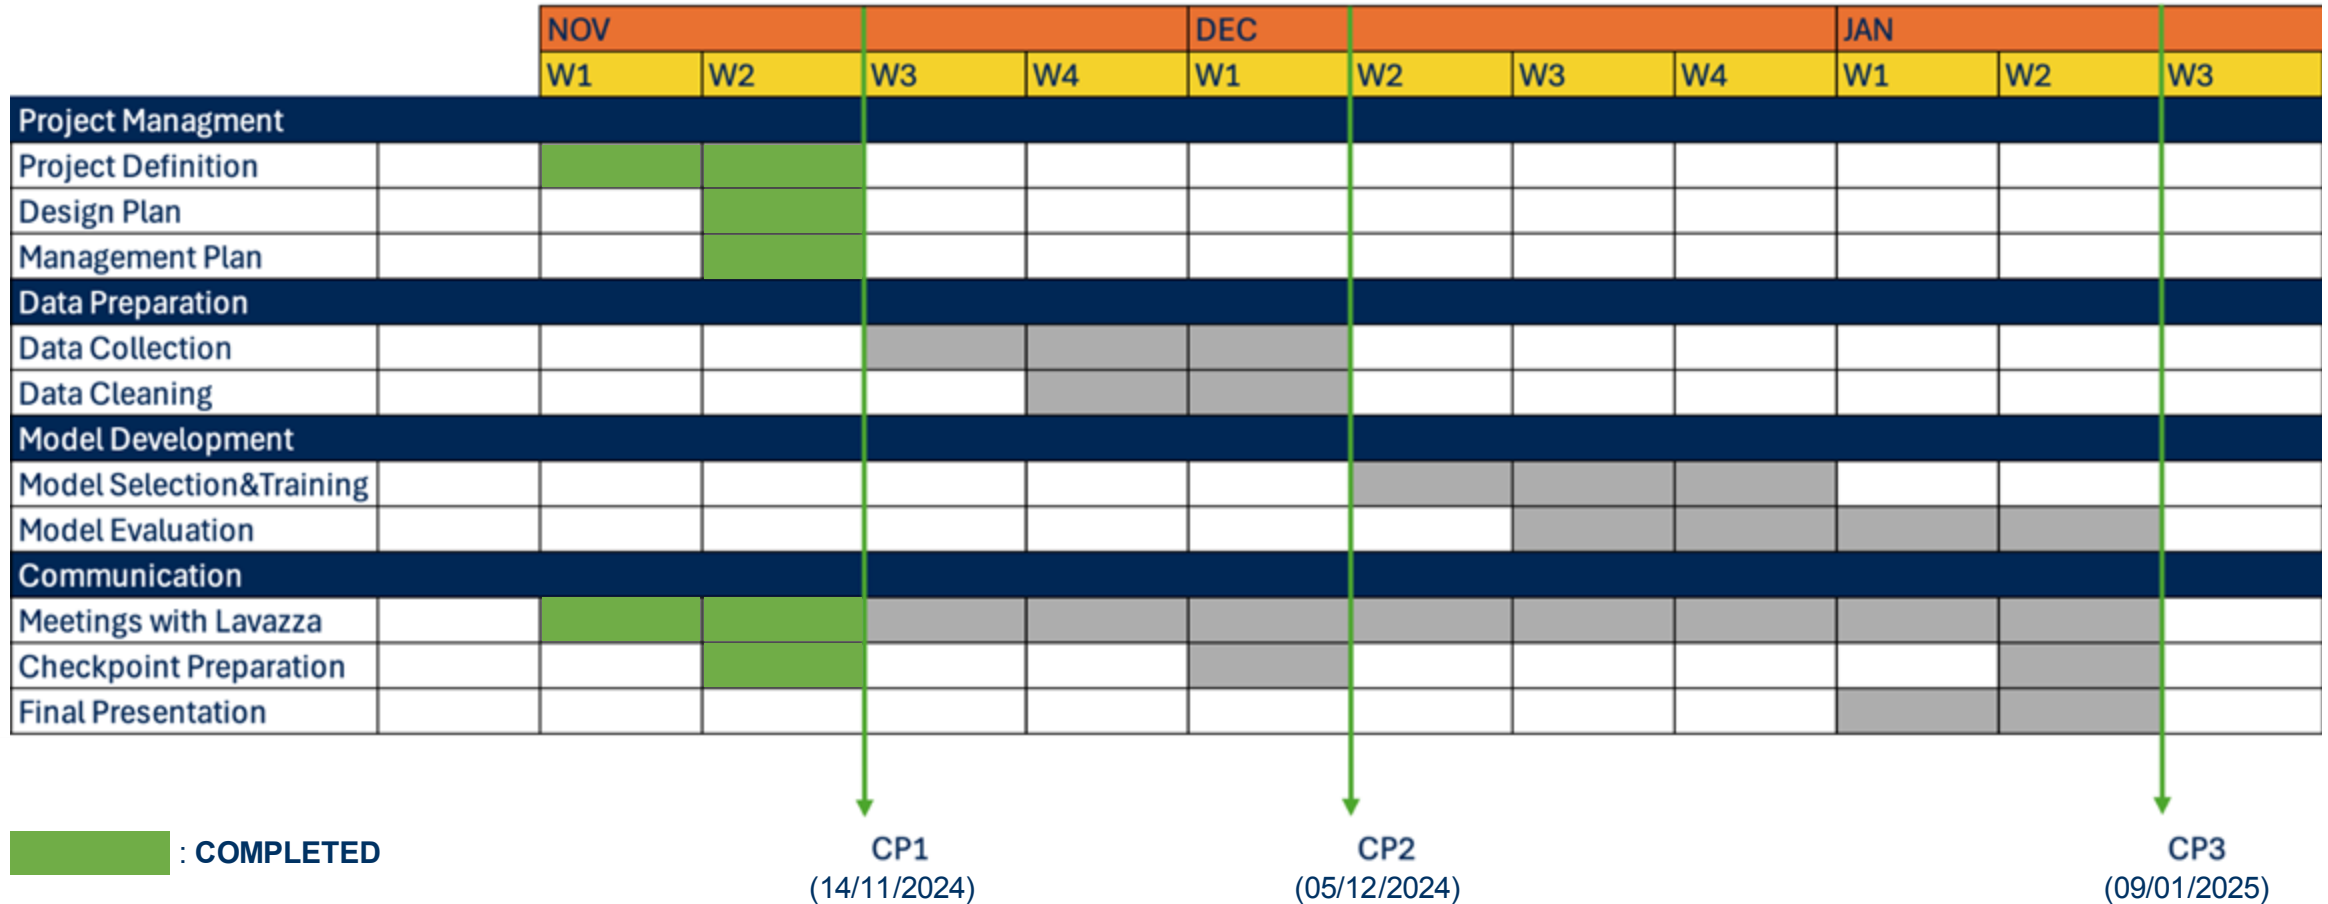 NOV DEC JAN
W1 W2 W3 W4 W1 W2 W3 W4 W1 W2 W3
Project Managment
Project Definition
Design Plan
Management Plan
Data Preparation
Data Collection
Data Cleaning
Model Development
Model Selection&Training
Model Evaluation
Communication
Meetings with Lavazza
Checkpoint Preparation
Final Presentation
: COMPLETED
CP1
(14/11/2024)
CP2
(05/12/2024)
CP3
(09/01/2025)